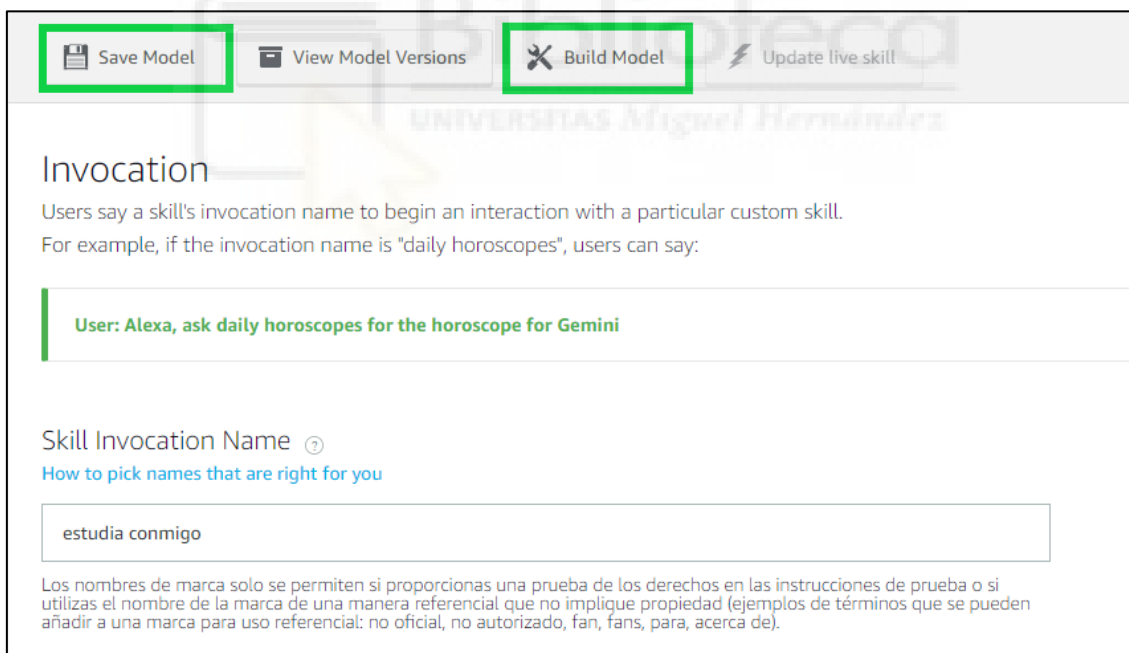 Biblioteca
Save Model View Model Versions Build Model Update live skill
UNIVERSITAS Miguel Hernández
Invocation
Users say a skill's invocation name to begin an interaction with a particular custom skill.
For example, if the invocation name is "daily horoscopes", users can say:
User: Alexa, ask daily horoscopes for the horoscope for Gemini
Skill Invocation Name ?
How to pick names that are right for you
estudia conmigo
Los nombres de marca solo se permiten si proporcionas una prueba de los derechos en las instrucciones de prueba o si
utilizas el nombre de la marca de una manera referencial que no implique propiedad (ejemplos de términos que se pueden
añadir a una marca para uso referencial: no oficial, no autorizado, fan, fans, para, acerca de).